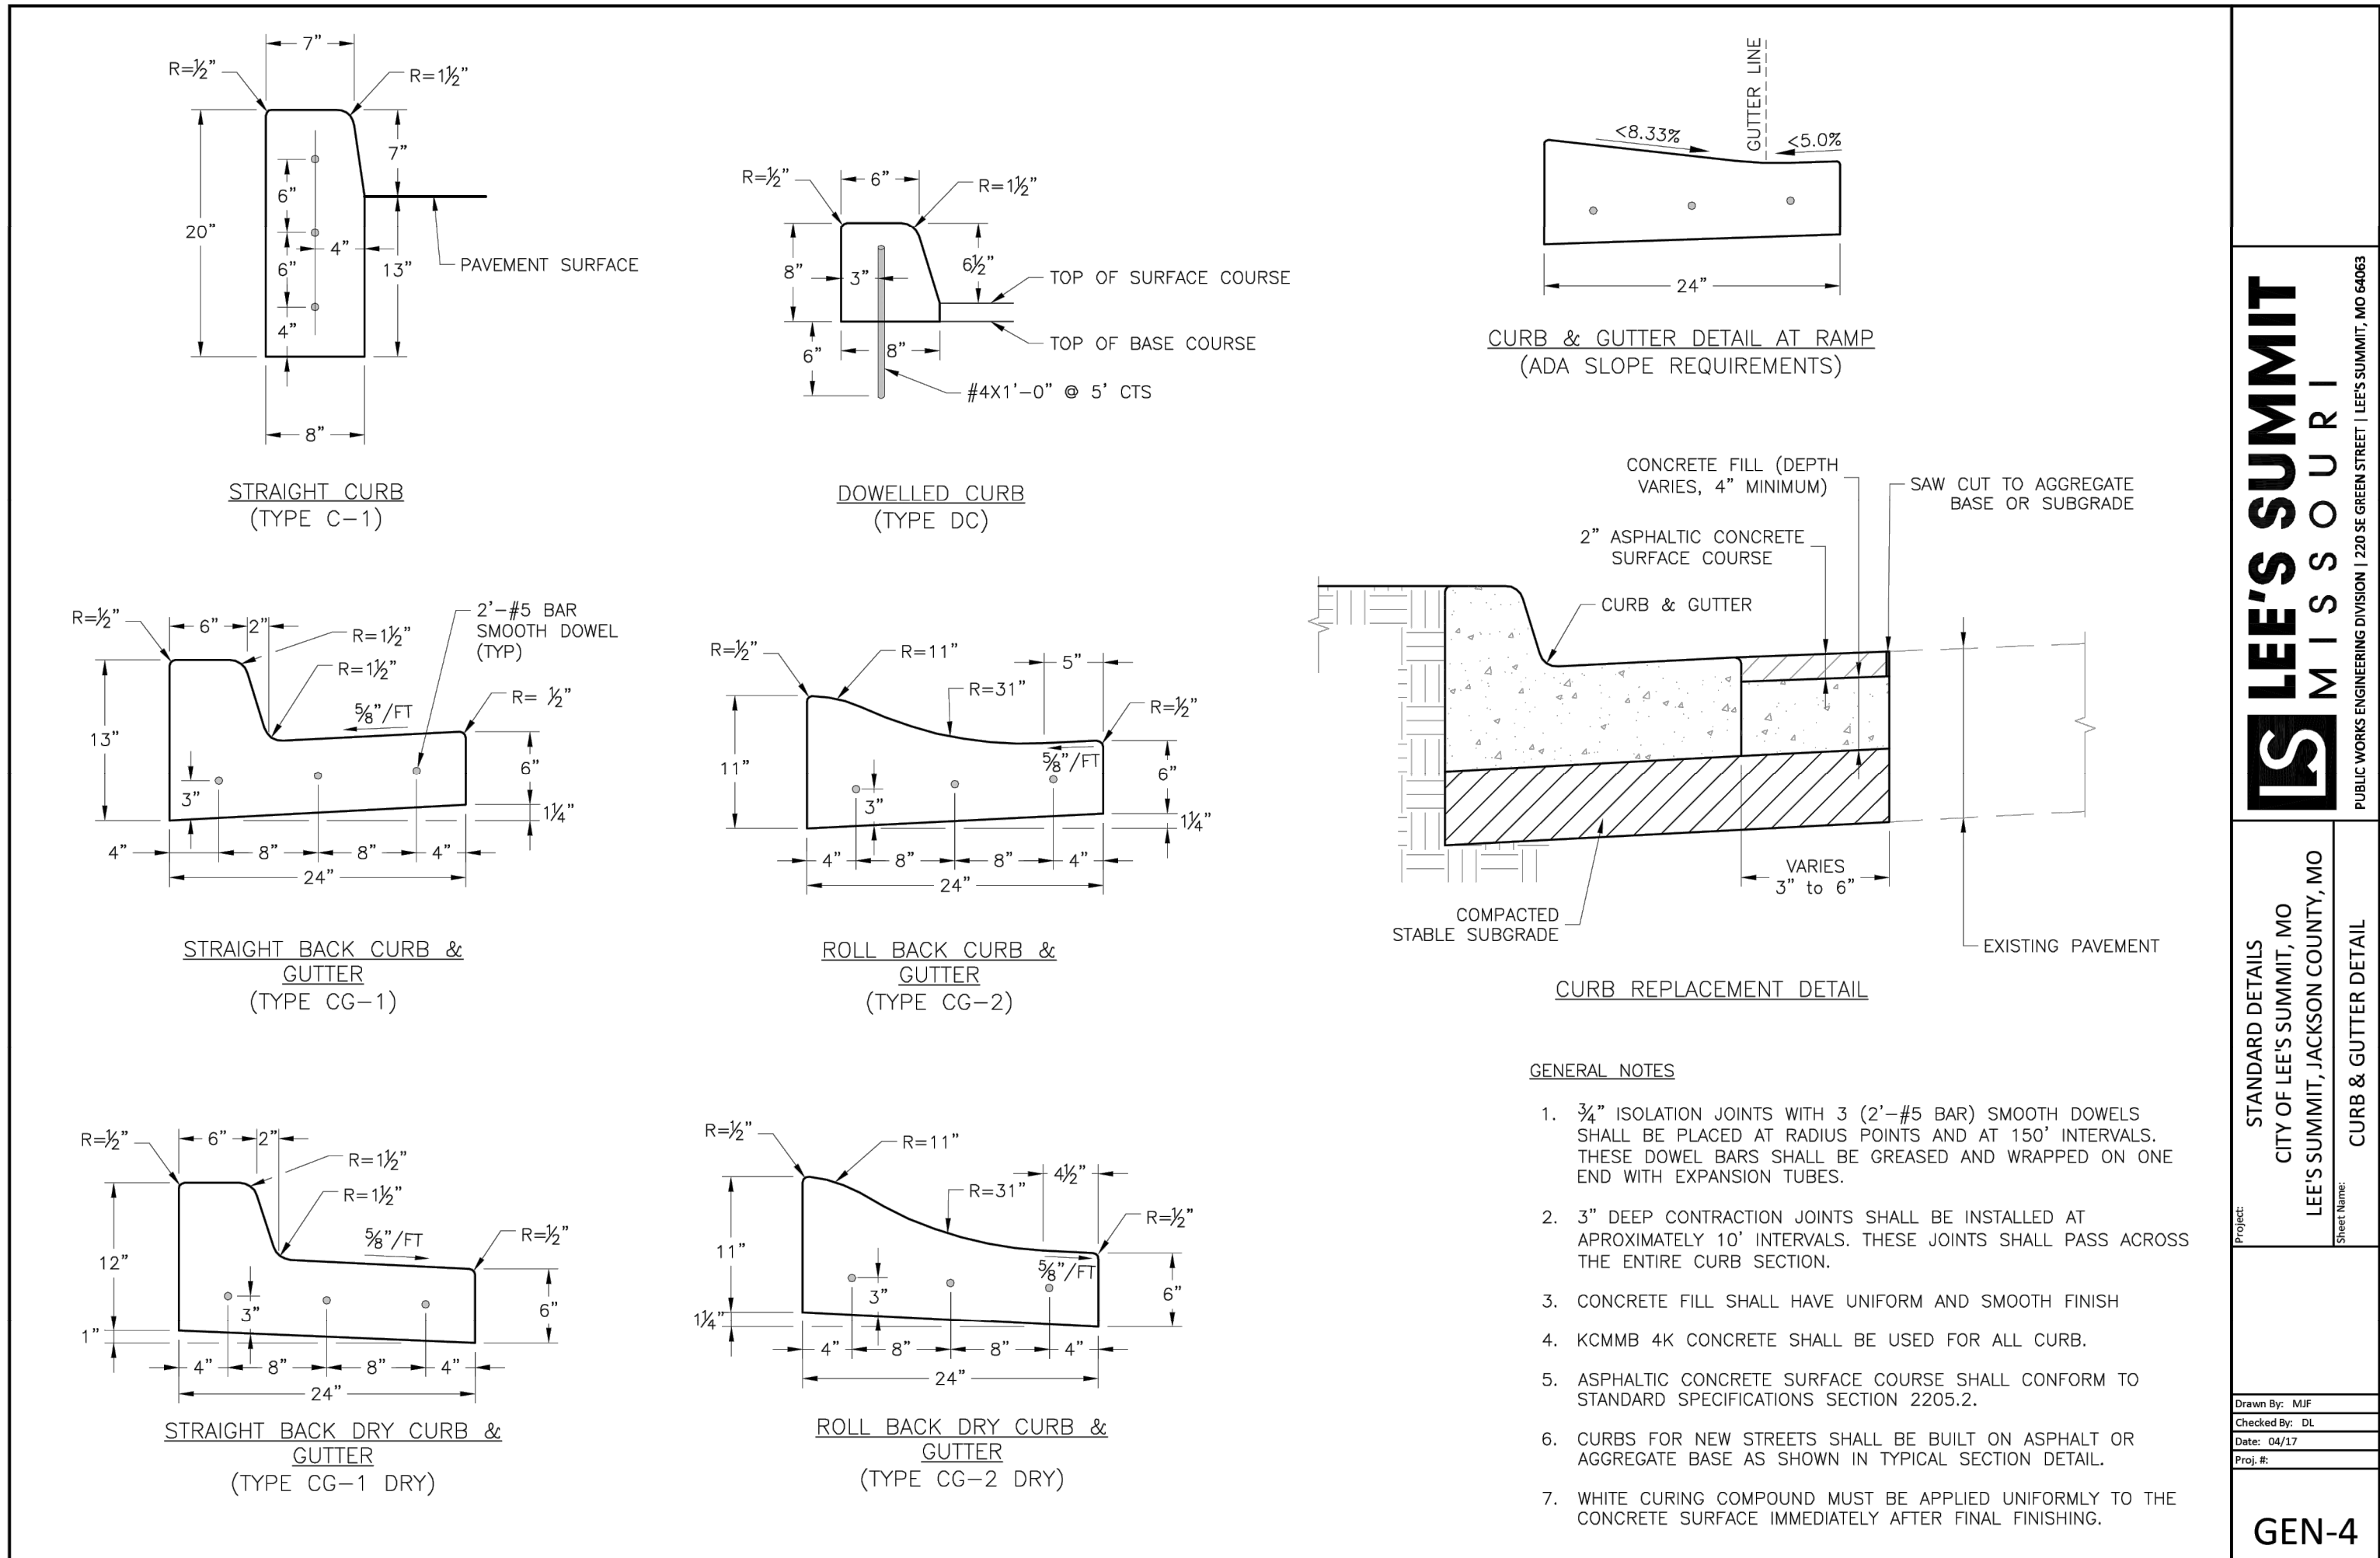 7"
R=½"
R=1½"
7"
6"
20"
4"
6"
13"
4"
PAVEMENT SURFACE
8"
STRAIGHT CURB
(TYPE C-1)
R=½"
6"
R=1½"
8"
3"
6½"
TOP OF SURFACE COURSE
TOP OF BASE COURSE
6"
8"
#4X1'-0" @ 5' CTS
DOWELLED CURB
(TYPE DC)
GUTTER LINE
<8.33%
<5.0%
24"
CURB & GUTTER DETAIL AT RAMP
(ADA SLOPE REQUIREMENTS)
R=½"
6"
2"
R=1½"
R=1½"
2'-#5 BAR
SMOOTH DOWEL
(TYP)
R= ½"
⅝"/FT
13"
3"
6"
1¼"
4"
8"
8"
4"
24"
STRAIGHT BACK CURB &
GUTTER
(TYPE CG-1)
R=½"
R=11"
5"
R=31"
R=½"
11"
⅝"/FT
6"
3"
1¼"
4"
8"
8"
4"
24"
ROLL BACK CURB &
GUTTER
(TYPE CG-2)
CONCRETE FILL (DEPTH
VARIES, 4" MINIMUM)
SAW CUT TO AGGREGATE
BASE OR SUBGRADE
2" ASPHALTIC CONCRETE
SURFACE COURSE
CURB & GUTTER
VARIES
3" to 6"
COMPACTED
STABLE SUBGRADE
EXISTING PAVEMENT
CURB REPLACEMENT DETAIL
R=½"
6"
2"
R=1½"
R=1½"
⅝"/FT
R=½"
12"
3"
6"
1"
4"
8"
8"
4"
24"
STRAIGHT BACK DRY CURB &
GUTTER
(TYPE CG-1 DRY)
R=½"
R=11"
4½"
R=31"
R=½"
11"
⅝"/FT
3"
6"
1¼"
4"
8"
8"
4"
24"
ROLL BACK DRY CURB &
GUTTER
(TYPE CG-2 DRY)
GENERAL NOTES
1. ¾" ISOLATION JOINTS WITH 3 (2'-#5 BAR) SMOOTH DOWELS
SHALL BE PLACED AT RADIUS POINTS AND AT 150' INTERVALS.
THESE DOWEL BARS SHALL BE GREASED AND WRAPPED ON ONE
END WITH EXPANSION TUBES.
2. 3" DEEP CONTRACTION JOINTS SHALL BE INSTALLED AT
APROXIMATELY 10' INTERVALS. THESE JOINTS SHALL PASS ACROSS
THE ENTIRE CURB SECTION.
3. CONCRETE FILL SHALL HAVE UNIFORM AND SMOOTH FINISH
4. KCMMB 4K CONCRETE SHALL BE USED FOR ALL CURB.
5. ASPHALTIC CONCRETE SURFACE COURSE SHALL CONFORM TO
STANDARD SPECIFICATIONS SECTION 2205.2.
6. CURBS FOR NEW STREETS SHALL BE BUILT ON ASPHALT OR
AGGREGATE BASE AS SHOWN IN TYPICAL SECTION DETAIL.
7. WHITE CURING COMPOUND MUST BE APPLIED UNIFORMLY TO THE
CONCRETE SURFACE IMMEDIATELY AFTER FINAL FINISHING.
LS
LEE'S SUMMIT
MISSOURI
PUBLIC WORKS ENGINEERING DIVISION | 220 SE GREEN STREET | LEE'S SUMMIT, MO 64063
Project:
STANDARD DETAILS
CITY OF LEE'S SUMMIT, MO
LEE'S SUMMIT, JACKSON COUNTY, MO
Sheet Name:
CURB & GUTTER DETAIL
Drawn By: MJF
Checked By: DL
Date: 04/17
Proj. #:
GEN-4